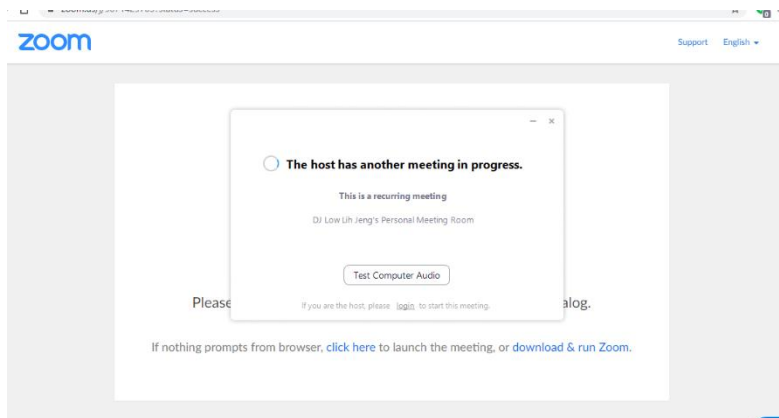 zoom
Support English
The host has another meeting in progress.
This is a recurring meeting
DJ Low Lih Jeng's Personal Meeting Room
Test Computer Audio
If you are the host, please login to start this meeting.
Please
alog.
If nothing prompts from browser, click here to launch the meeting, or download & run Zoom.